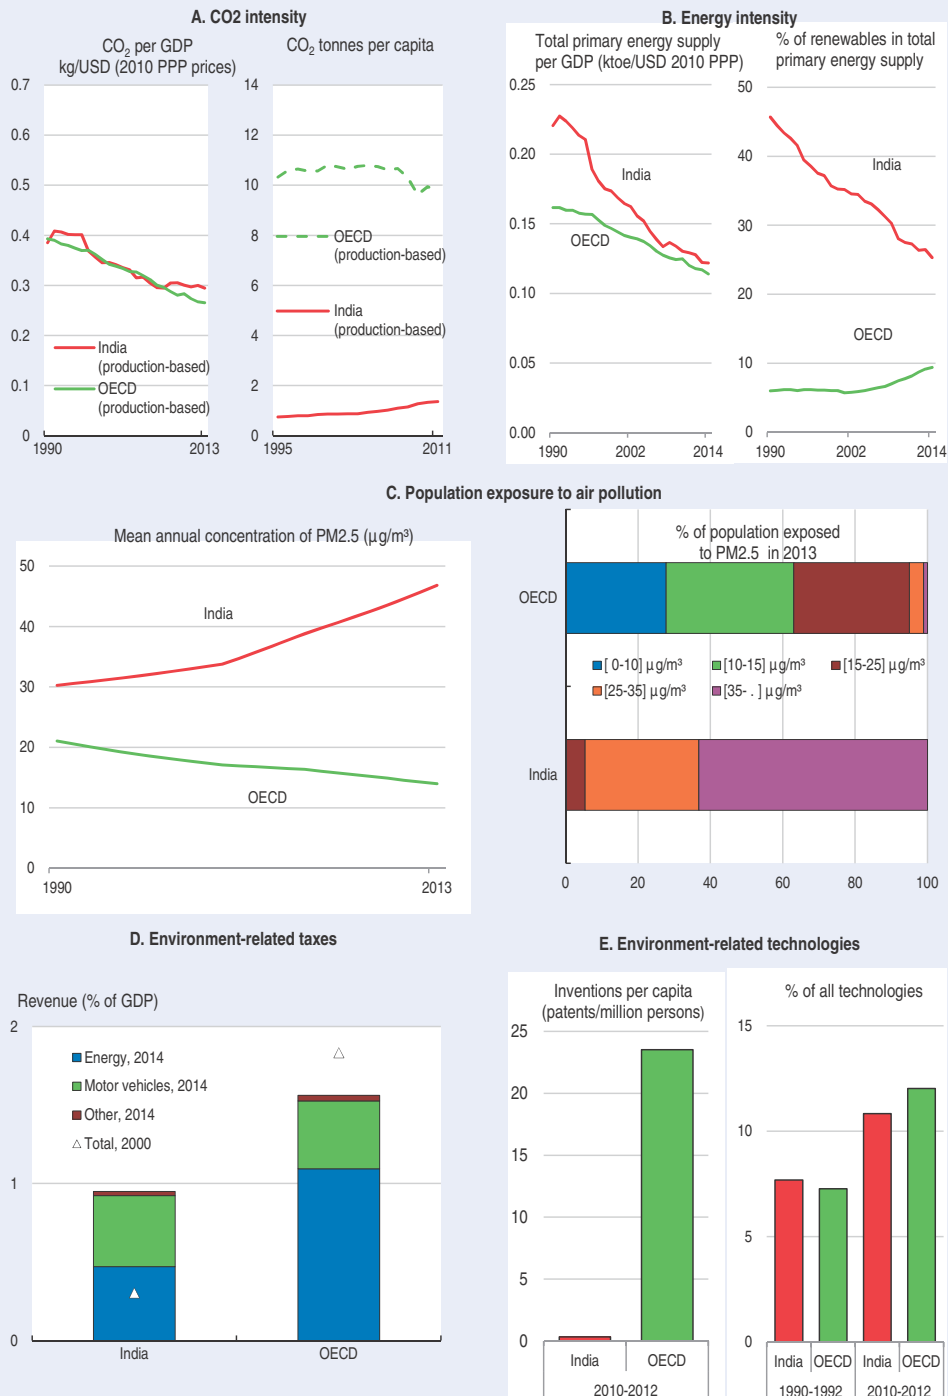 A. CO2 intensity
CO2 per GDP
kg/USD (2010 PPP prices)
0.7
0.6
0.5
0.4
0.3
0.2
0.1
0
1990
2013
India
(production-based)
OECD
(production-based)
CO2 tonnes per capita
14
12
10
8
6
4
2
0
1995
2011
OECD
(production-based)
India
(production-based)
B. Energy intensity
Total primary energy supply
per GDP (ktoe/USD 2010 PPP)
0.25
0.20
0.15
0.10
0.05
0.00
1990
2002
2014
India
OECD
% of renewables in total
primary energy supply
50
40
30
20
10
0
1990
2002
2014
India
OECD
C. Population exposure to air pollution
Mean annual concentration of PM2.5 (μg/m³)
50
40
30
20
10
0
1990
2013
India
OECD
% of population exposed
to PM2.5 in 2013
OECD
[ 0-10] μg/m³
[10-15] μg/m³
[15-25] μg/m³
[25-35] μg/m³
[35- . ] μg/m³
India
0
20
40
60
80
100
D. Environment-related taxes
Revenue (% of GDP)
2
1
0
Energy, 2014
Motor vehicles, 2014
Other, 2014
Total, 2000
India
OECD
E. Environment-related technologies
Inventions per capita
(patents/million persons)
25
20
15
10
5
0
India
OECD
2010-2012
% of all technologies
15
10
5
0
India
OECD
India
OECD
1990-1992
2010-2012